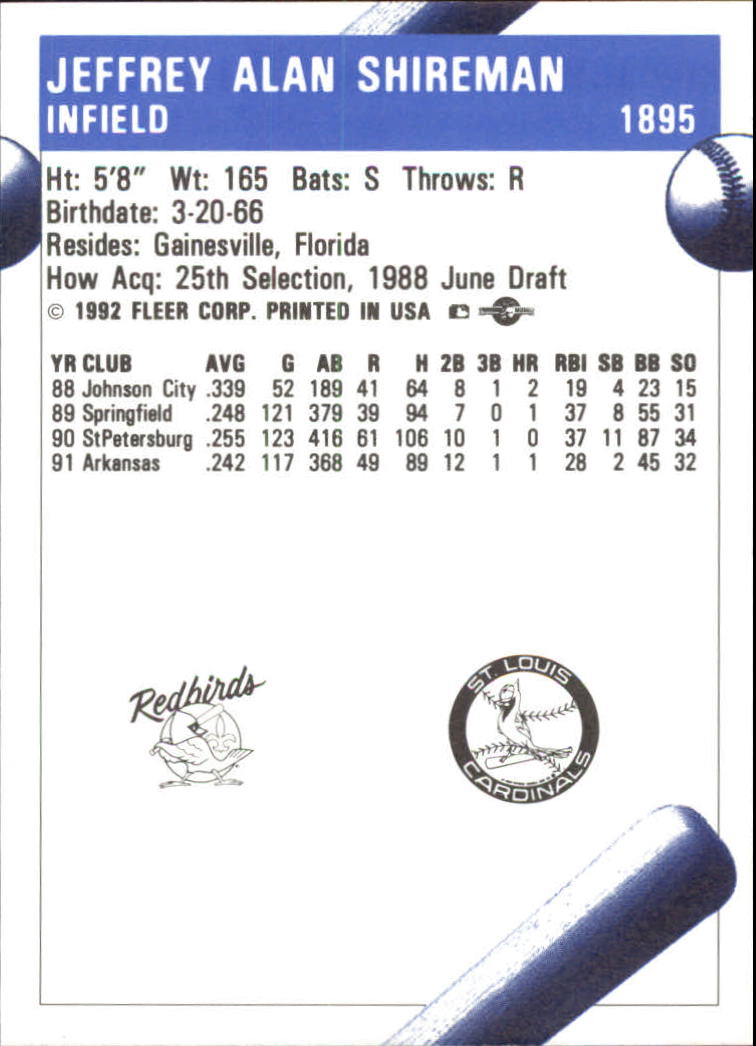 JEFFREY ALAN SHIREMAN
INFIELD 1895
Ht: 5'8" Wt: 165 Bats: S Throws: R
Birthdate: 3-20-66
Resides: Gainesville, Florida
How Acq: 25th Selection, 1988 June Draft
© 1992 FLEER CORP. PRINTED IN USA
YR CLUB AVG G AB R H 2B 3B HR RBI SB BB SO
88 Johnson City .339 52 189 41 64 8 1 2 19 4 23 15
89 Springfield .248 121 379 39 94 7 0 1 37 8 55 31
90 StPetersburg .255 123 416 61 106 10 1 0 37 11 87 34
91 Arkansas .242 117 368 49 89 12 1 1 28 2 45 32
Redbirds
ST. LOUIS
CARDINALS